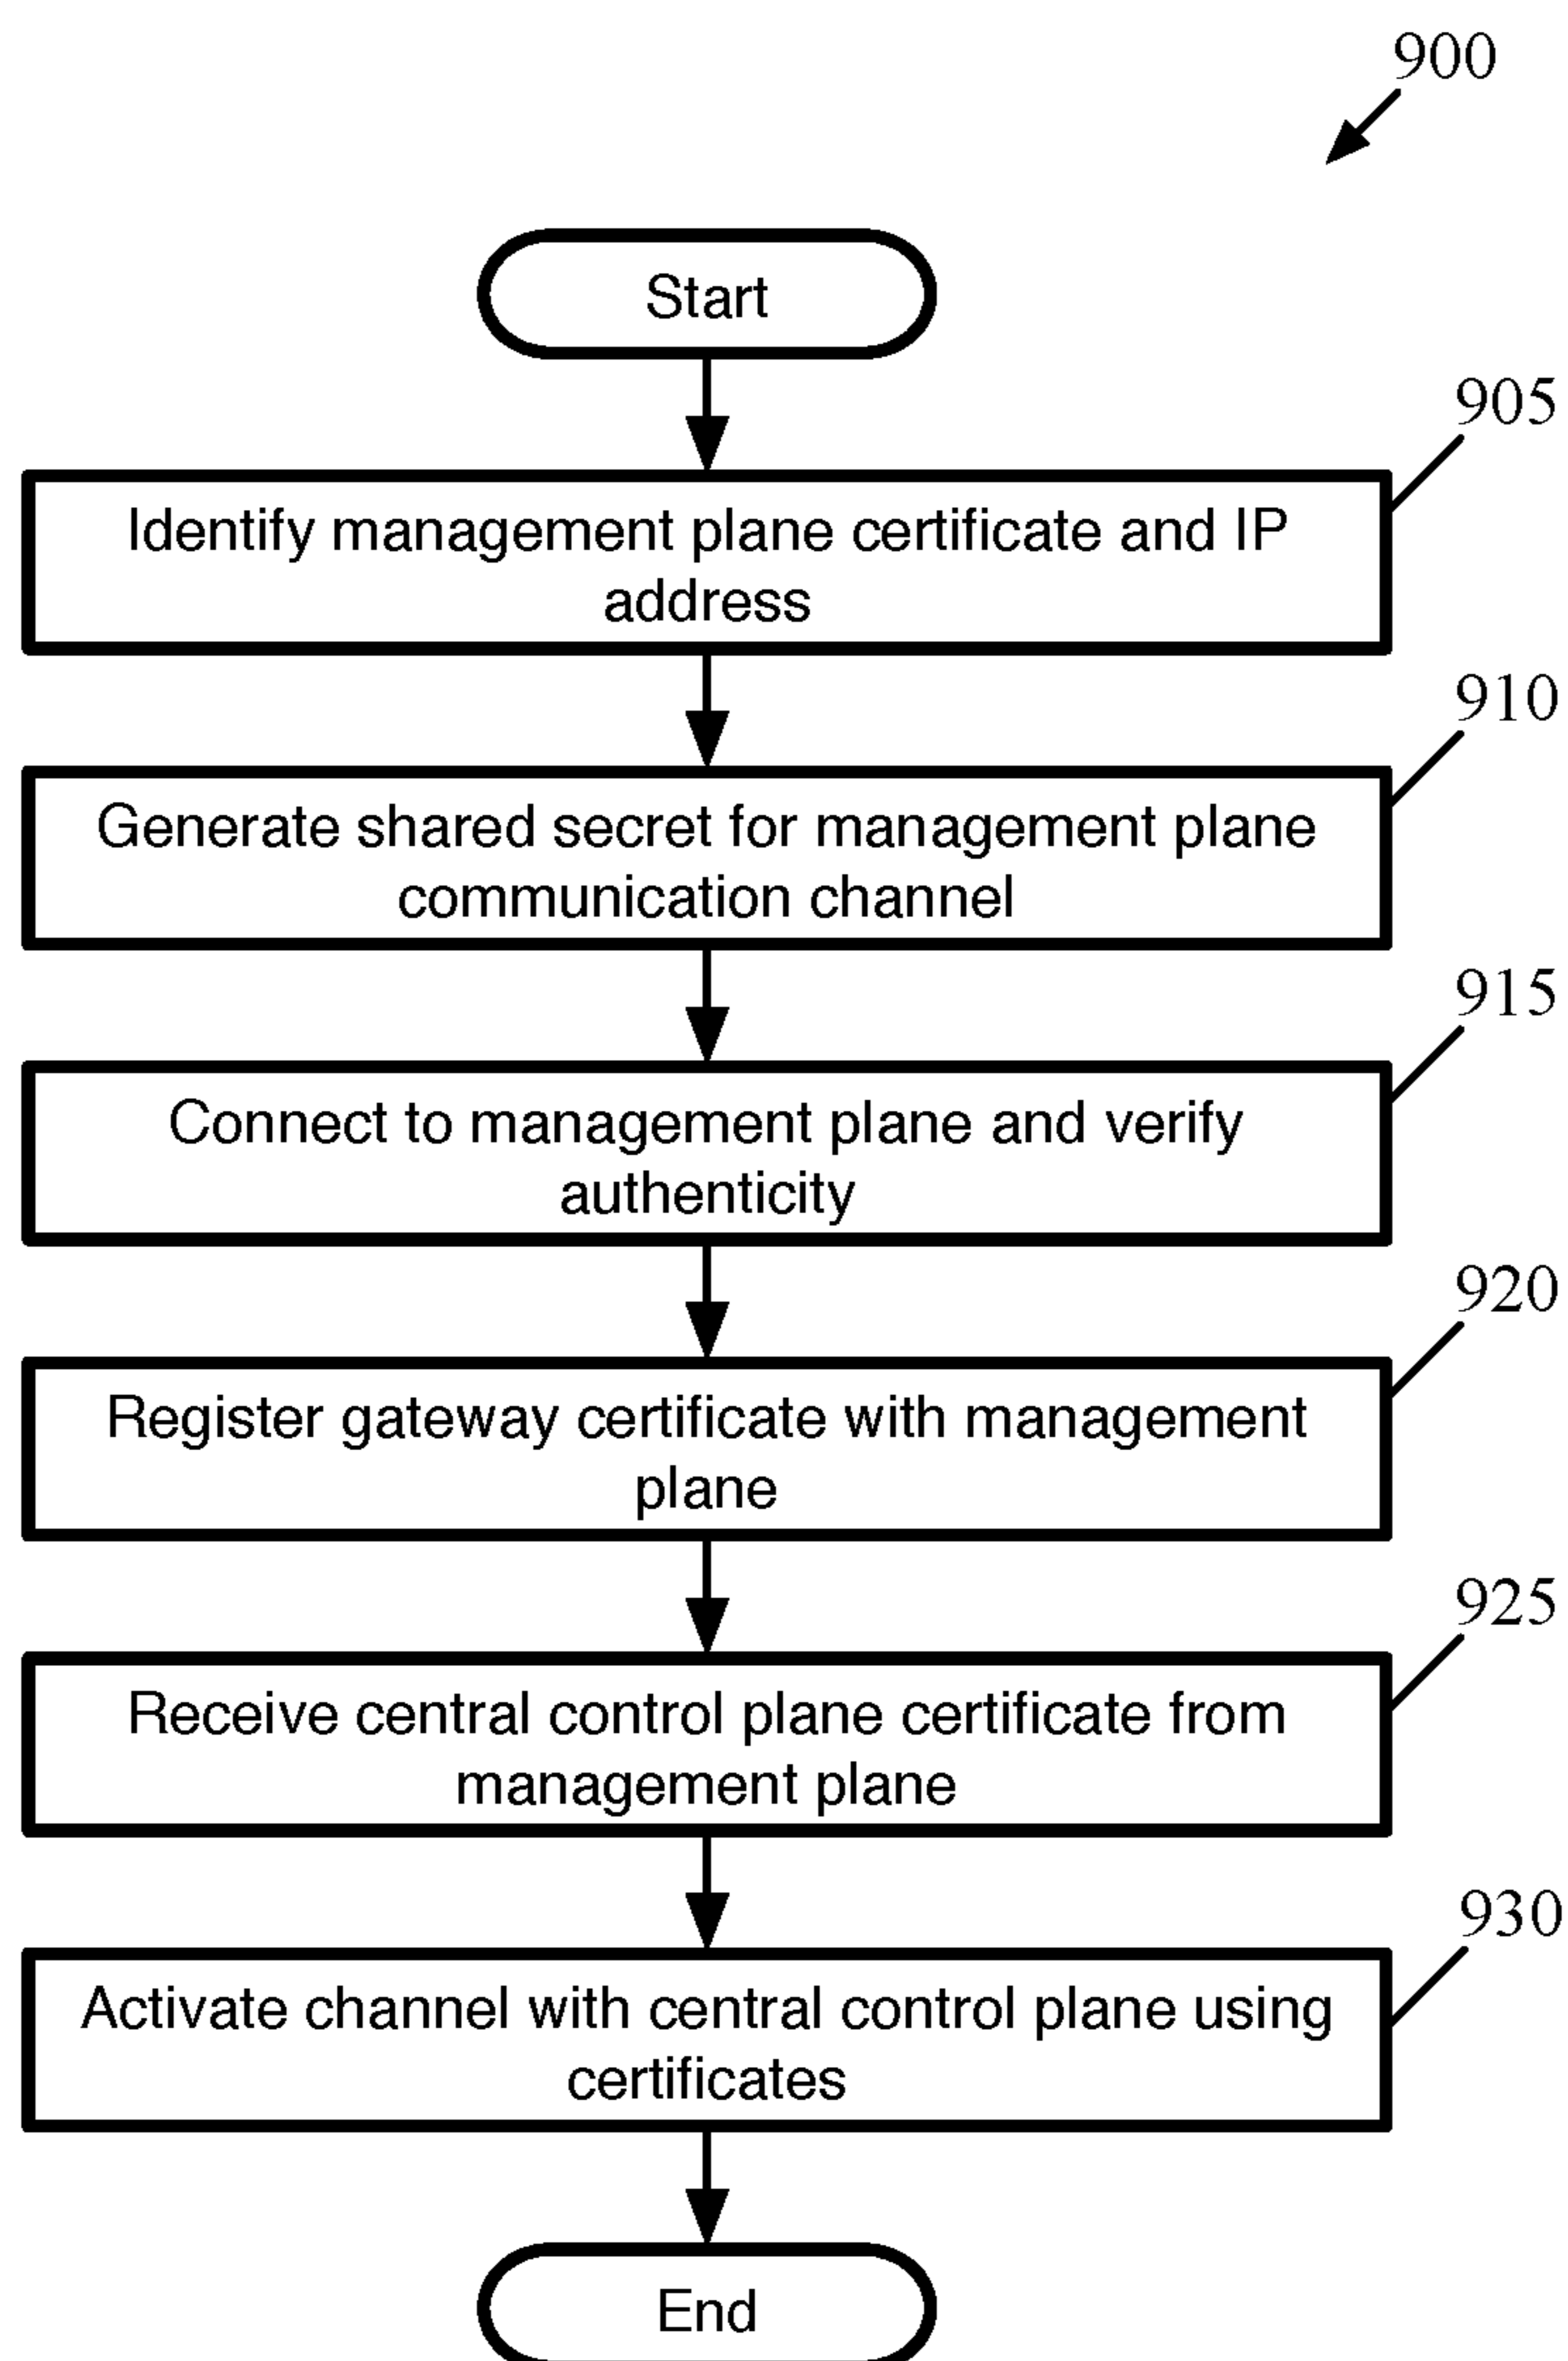 900
Start
905
Identify management plane certificate and IP
address
910
Generate shared secret for management plane
communication channel
915
Connect to management plane and verify
authenticity
920
Register gateway certificate with management
plane
925
Receive central control plane certificate from
management plane
930
Activate channel with central control plane using
certificates
End